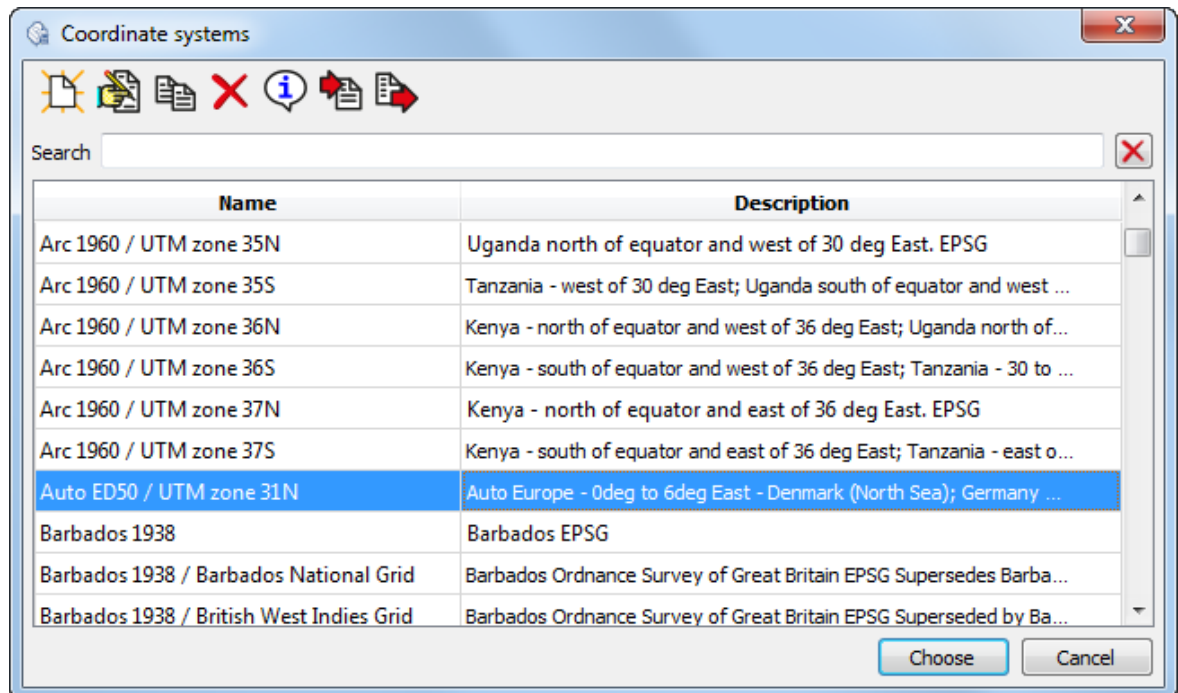 Coordinate systems
Search
Name Description
Arc 1960 / UTM zone 35N Uganda north of equator and west of 30 deg East. EPSG
Arc 1960 / UTM zone 35S Tanzania - west of 30 deg East; Uganda south of equator and west ...
Arc 1960 / UTM zone 36N Kenya - north of equator and west of 36 deg East; Uganda north of...
Arc 1960 / UTM zone 36S Kenya - south of equator and west of 36 deg East; Tanzania - 30 to ...
Arc 1960 / UTM zone 37N Kenya - north of equator and east of 36 deg East. EPSG
Arc 1960 / UTM zone 37S Kenya - south of equator and east of 36 deg East; Tanzania - east o...
Auto ED50 / UTM zone 31N Auto Europe - 0deg to 6deg East - Denmark (North Sea); Germany ...
Barbados 1938 Barbados EPSG
Barbados 1938 / Barbados National Grid Barbados Ordnance Survey of Great Britain EPSG Supersedes Barba...
Barbados 1938 / British West Indies Grid Barbados Ordnance Survey of Great Britain EPSG Superseded by Ba...
Choose Cancel